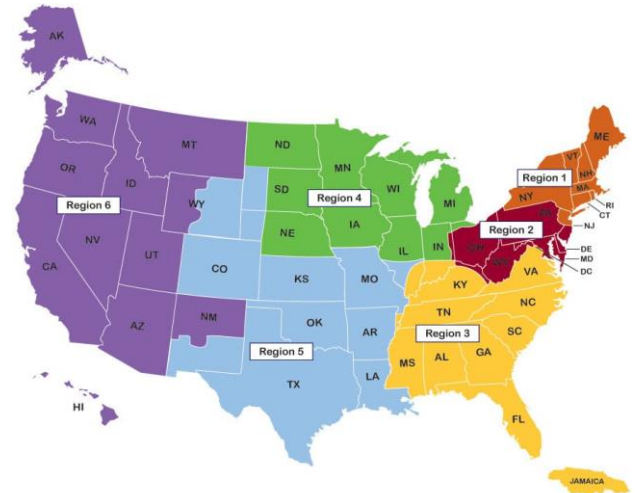 AK
WA
MT
ND
MN
ME
VT
NH
OR
ID
SD
WI
MI
Region 1
MA
NY
RI
CT
WY
Region 4
Region 6
PA
NJ
Region 2
NE
IA
NV
UT
IL
IN
OH
DE
MD
DC
WV
CA
CO
KS
MO
KY
VA
NC
TN
AZ
NM
OK
AR
Region 3
SC
Region 5
MS
AL
GA
TX
LA
HI
FL
JAMAICA